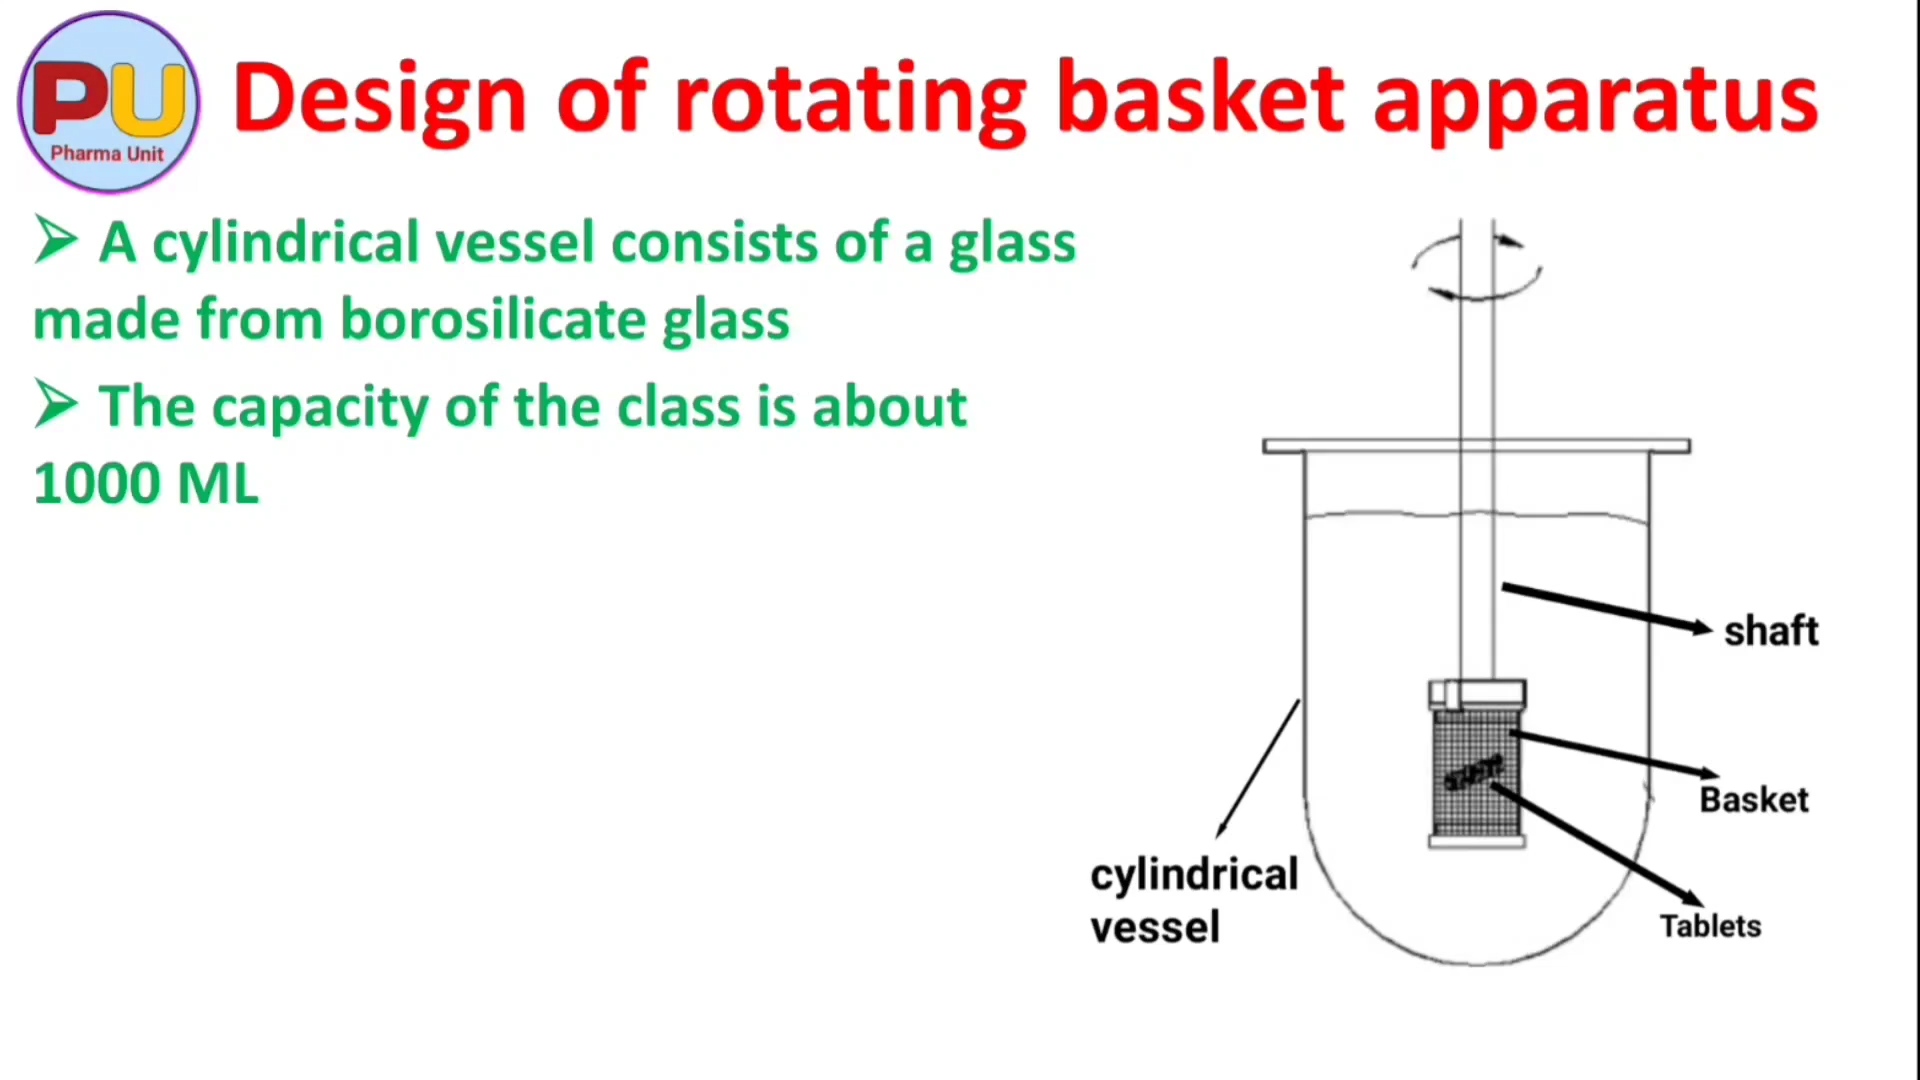 PU
Pharma Unit
Design of rotating basket apparatus
A cylindrical vessel consists of a glass
made from borosilicate glass
The capacity of the class is about
1000 ML
shaft
Basket
cylindrical
vessel
Tablets